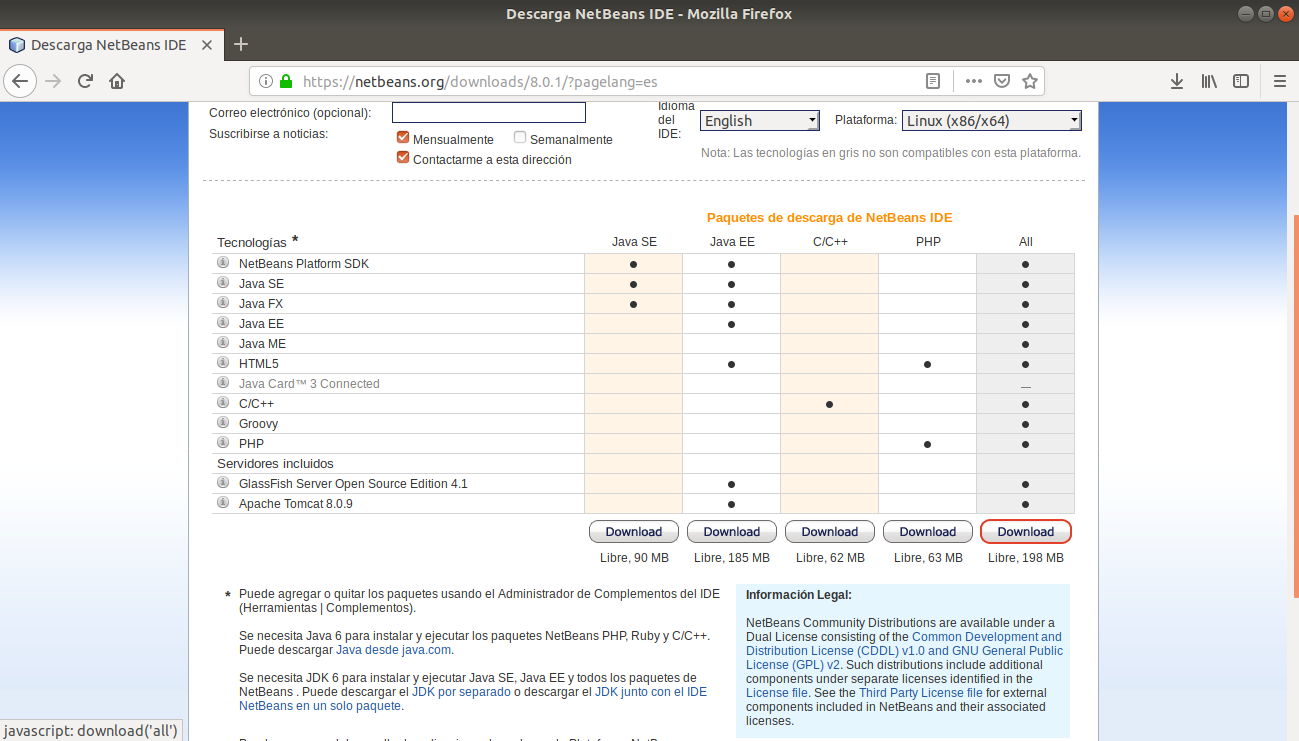 Descarga NetBeans IDE - Mozilla Firefox
Descarga NetBeans IDE
https://netbeans.org/downloads/8.0.1/?pagelang=es
Correo electrónico (opcional):
Idioma del IDE:
English
Plataforma:
Linux (x86/x64)
Suscribirse a noticias:
Mensualmente
Semanalmente
Contactarme a esta dirección
Nota: Las tecnologías en gris no son compatibles con esta plataforma.
Paquetes de descarga de NetBeans IDE
Tecnologías * Java SE Java EE C/C++ PHP All
NetBeans Platform SDK • • •
Java SE • • •
Java FX • • •
Java EE • •
Java ME •
HTML5 • • •
Java Card™ 3 Connected —
C/C++ • •
Groovy •
PHP • •
Servidores incluidos
GlassFish Server Open Source Edition 4.1 • •
Apache Tomcat 8.0.9 • •
Download Download Download Download Download
Libre, 90 MB Libre, 185 MB Libre, 62 MB Libre, 63 MB Libre, 198 MB
* Puede agregar o quitar los paquetes usando el Administrador de Complementos del IDE
(Herramientas | Complementos).
Se necesita Java 6 para instalar y ejecutar los paquetes NetBeans PHP, Ruby y C/C++.
Puede descargar Java desde java.com.
Se necesita JDK 6 para instalar y ejecutar Java SE, Java EE y todos los paquetes de
NetBeans . Puede descargar el JDK por separado o descargar el JDK junto con el IDE
NetBeans en un solo paquete.
Información Legal:
NetBeans Community Distributions are available under a
Dual License consisting of the Common Development and
Distribution License (CDDL) v1.0 and GNU General Public
License (GPL) v2. Such distributions include additional
components under separate licenses identified in the
License file. See the Third Party License file for external
components included in NetBeans and their associated
licenses.
javascript: download('all')